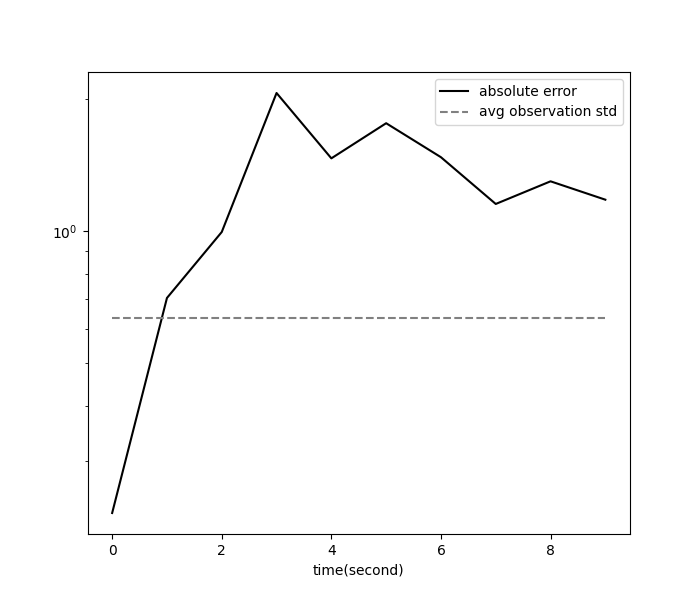 absolute error
avg observation std
10⁰
0 2 4 6 8
time(second)